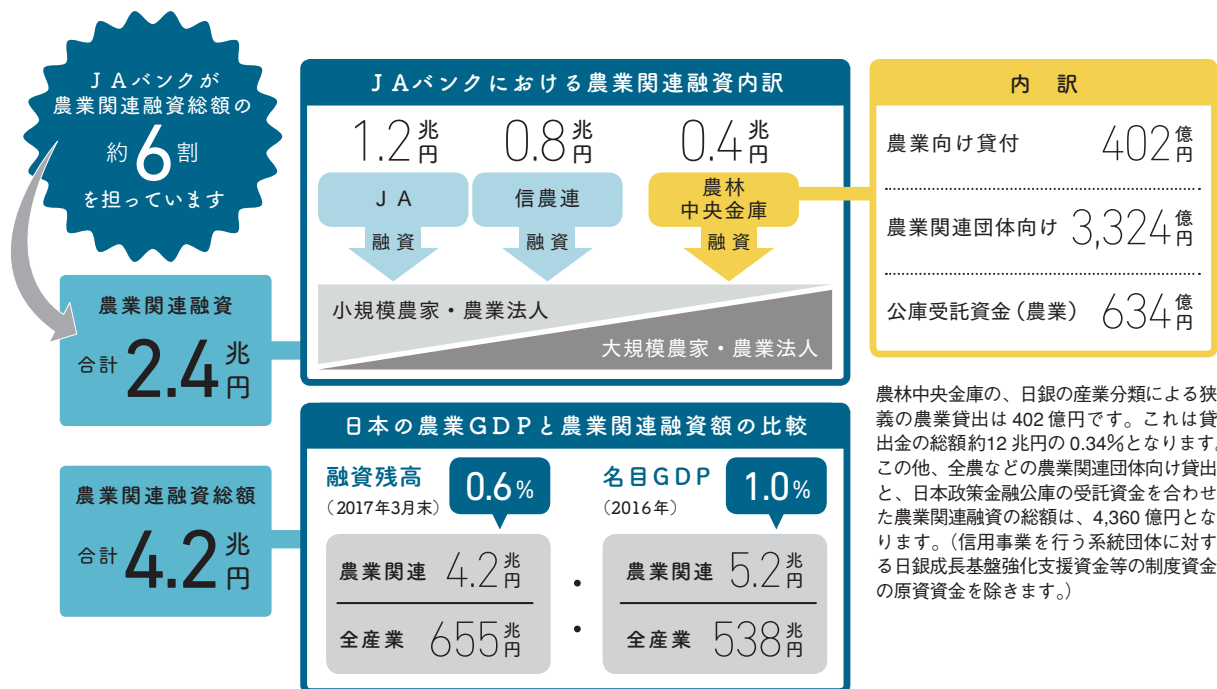 JAバンクが
農業関連融資総額の
約6割
を担っています
農業関連融資
合計 2.4兆円
農業関連融資総額
合計 4.2兆円
JAバンクにおける農業関連融資内訳
1.2兆円 0.8兆円 0.4兆円
JA 信農連 農林
中央金庫
融資 融資 融資
小規模農家・農業法人
大規模農家・農業法人
日本の農業GDPと農業関連融資額の比較
融資残高
(2017年3月末)
0.6%
農業関連 4.2兆円
全産業 655兆円
・
・
名目GDP
(2016年)
1.0%
農業関連 5.2兆円
全産業 538兆円
内 訳
農業向け貸付 402億円
農業関連団体向け 3,324億円
公庫受託資金(農業) 634億円
農林中央金庫の、日銀の産業分類による狭
義の農業貸出は 402 億円です。これは貸
出金の総額約12 兆円の 0.34%となります。
この他、全農などの農業関連団体向け貸出
と、日本政策金融公庫の受託資金を合わせ
た農業関連融資の総額は、4,360 億円とな
ります。(信用事業を行う系統団体に対す
る日銀成長基盤強化支援資金等の制度資金
の原資資金を除きます。)